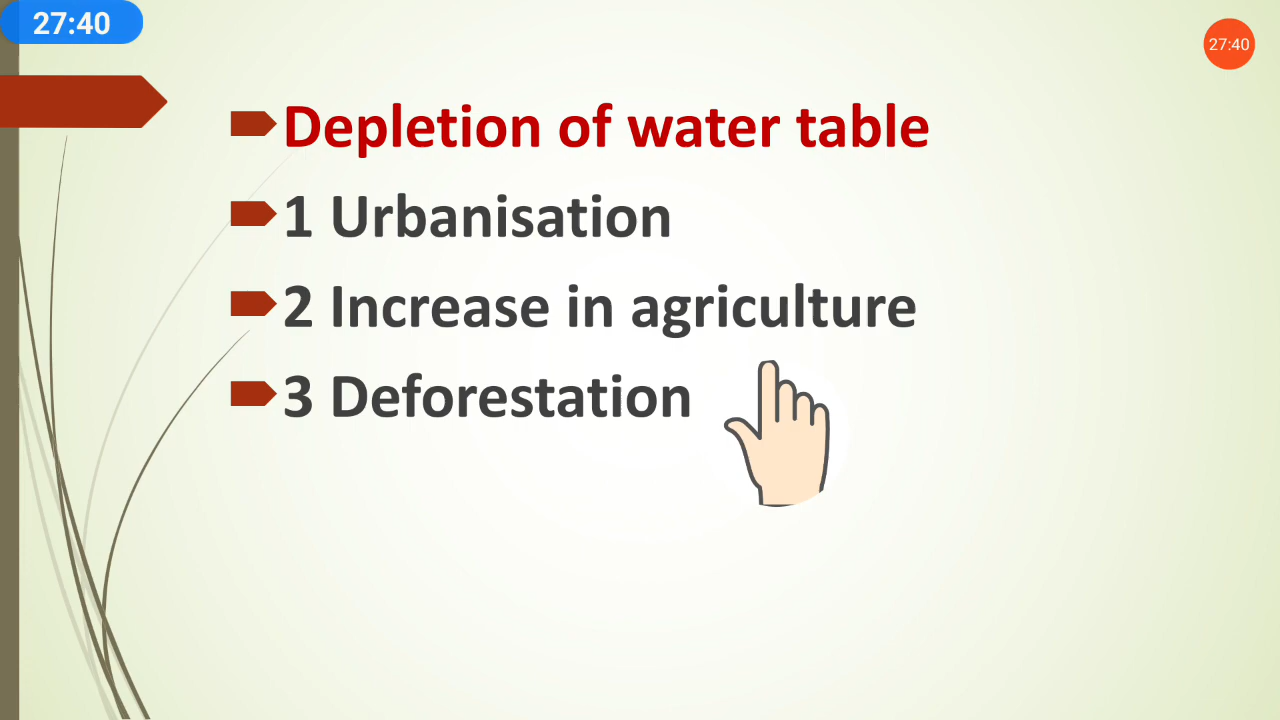 27:40
27:40
Depletion of water table
1 Urbanisation
2 Increase in agriculture
3 Deforestation